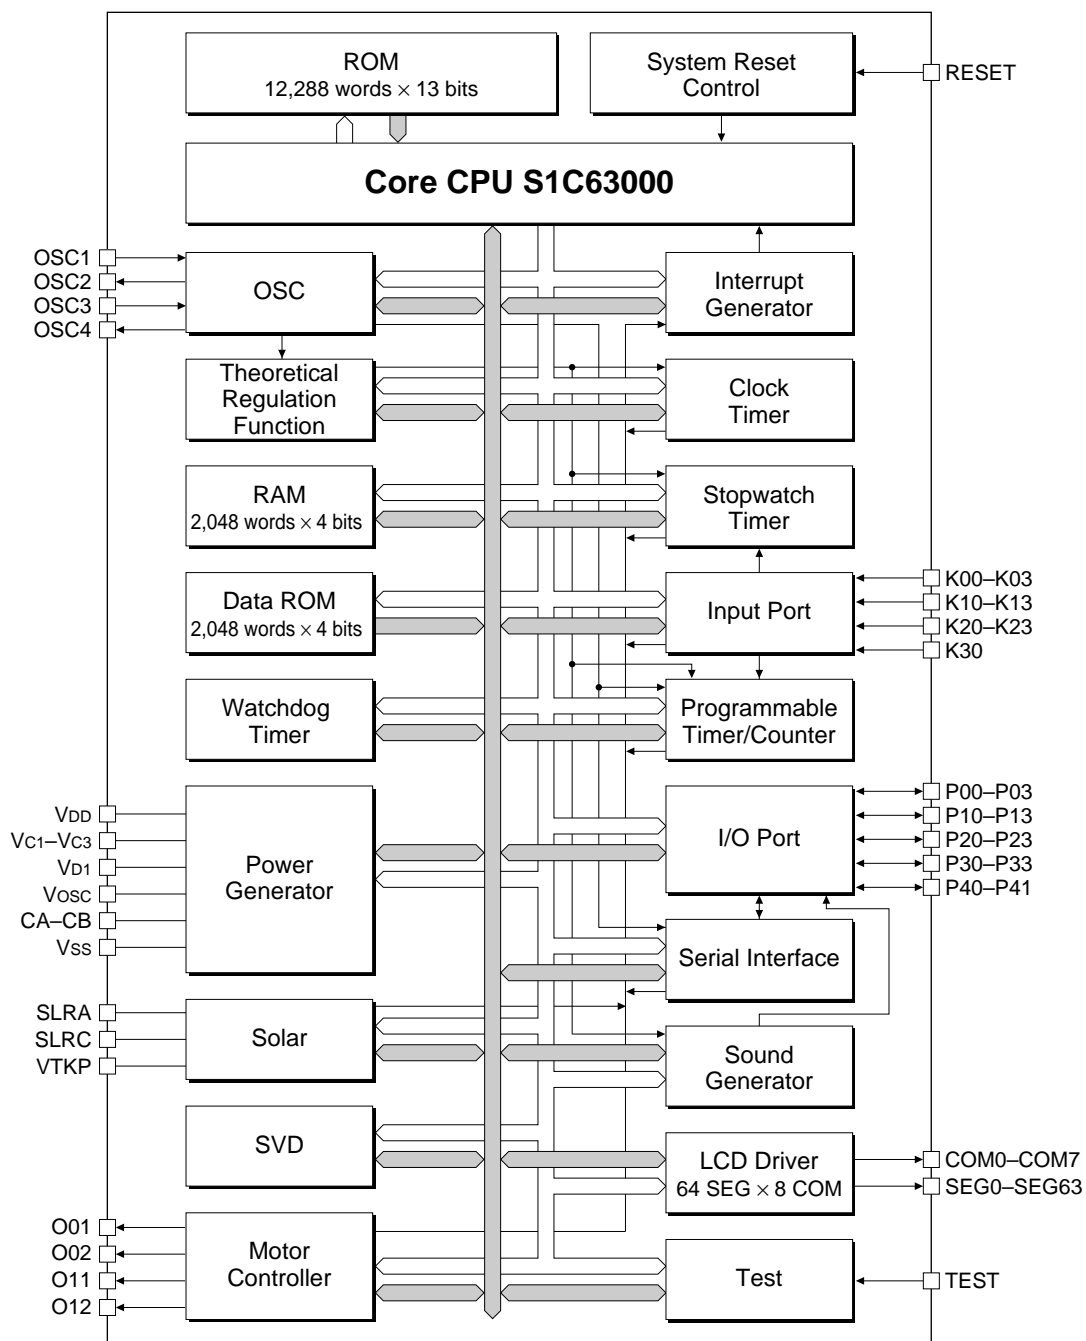 ROM
12,288 words × 13 bits
System Reset
Control
RESET
Core CPU S1C63000
OSC1
OSC2
OSC3
OSC4
OSC
Interrupt
Generator
Theoretical
Regulation
Function
Clock
Timer
RAM
2,048 words × 4 bits
Stopwatch
Timer
Data ROM
2,048 words × 4 bits
Input Port
K00–K03
K10–K13
K20–K23
K30
Watchdog
Timer
Programmable
Timer/Counter
VDD
VC1–VC3
VD1
VOSC
CA–CB
VSS
Power
Generator
I/O Port
P00–P03
P10–P13
P20–P23
P30–P33
P40–P41
Serial Interface
SLRA
SLRC
VTKP
Solar
Sound
Generator
SVD
LCD Driver
64 SEG × 8 COM
COM0–COM7
SEG0–SEG63
O01
O02
O11
O12
Motor
Controller
Test
TEST